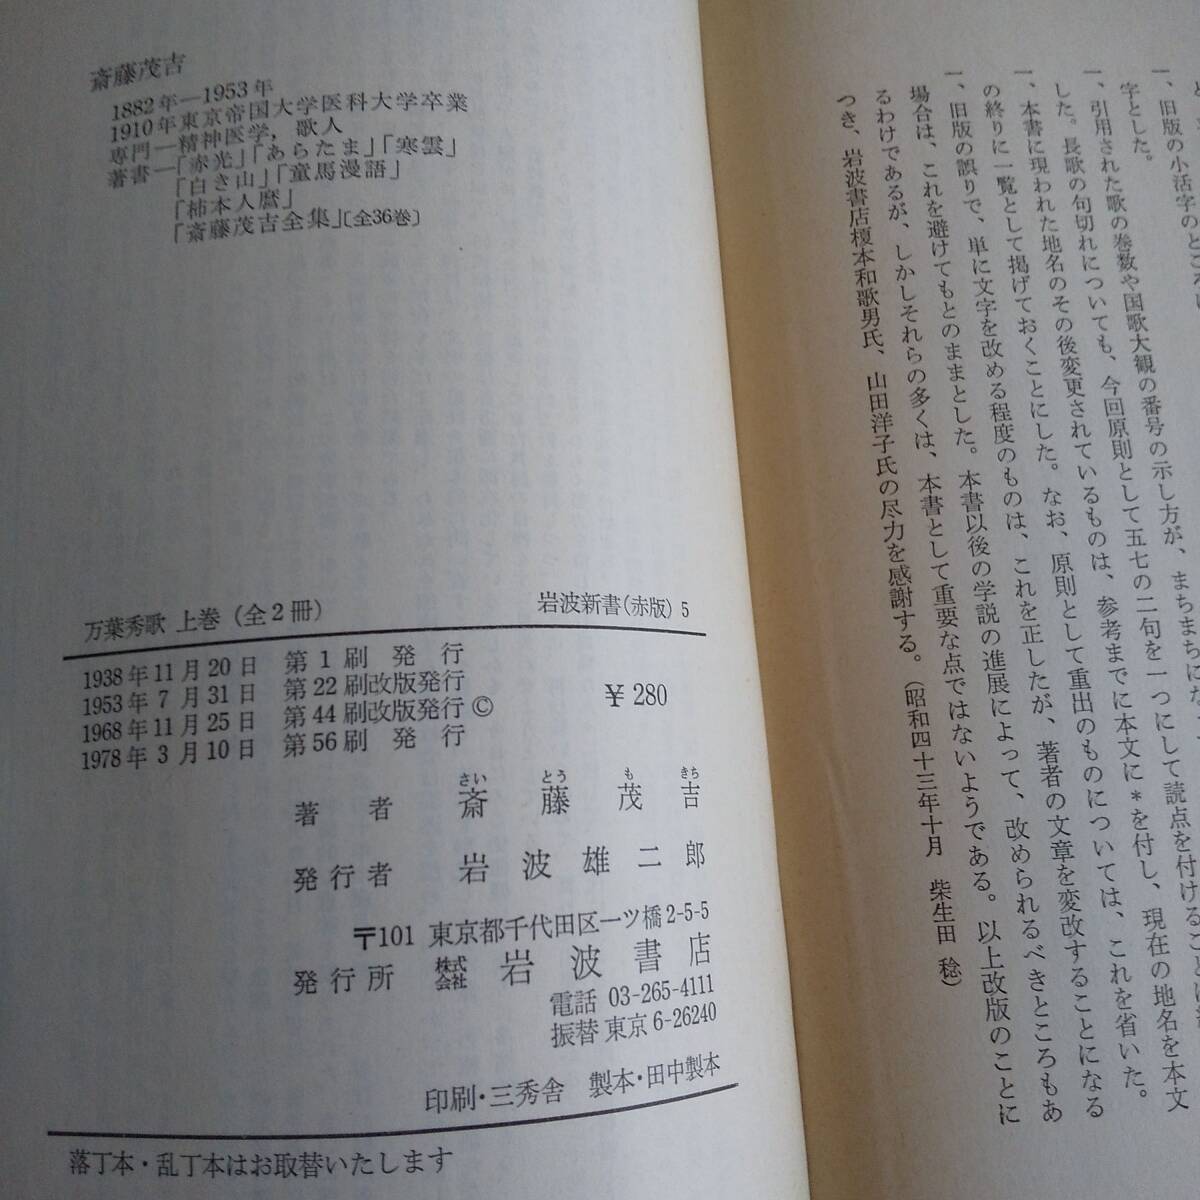 斎藤茂吉
1882年—1953年
1910年東京帝国大学医科大学卒業
専門—精神医学，歌人
著書—「赤光」「あらたま」「寒雲」
「白き山」「童馬漫語」
「柿本人麿」
「斎藤茂吉全集」〔全36巻〕
万葉秀歌 上巻（全2冊） 岩波新書（赤版）5
1938年11月20日 第1刷発行
1953年7月31日 第22刷改版発行
1968年11月25日 第44刷改版発行©
1978年3月10日 第56刷発行
￥280
さい とう も きち
著者 斎藤茂吉
発行者 岩波雄二郎
〒101 東京都千代田区一ツ橋2-5-5
発行所 株式会社 岩波書店
電話 03-265-4111
振替 東京 6-26240
印刷・三秀舎 製本・田中製本
落丁本・乱丁本はお取替いたします
一、旧版の小活字のところは
字とした。
一、引用された歌の巻数や国歌大観の番号の示し方が、まちまちにな
した。長歌の句切れについても、今回原則として五七の二句を一つにして読点を付けることは
一、本書に現われた地名のその後変更されているものは、参考までに本文に＊を付し、現在の地名を本文
の終りに一覧として掲げておくことにした。なお、原則として重出のものについては、これを省いた。
一、旧版の誤りで、単に文字を改める程度のものは、これを正したが、著者の文章を変改することになる
場合は、これを避けてもとのままとした。本書以後の学説の進展によって、改められるべきところもあ
るわけであるが、しかしそれらの多くは、本書として重要な点ではないようである。以上改版のことに
つき、岩波書店榎本和歌男氏、山田洋子氏の尽力を感謝する。（昭和四十三年十月 柴生田 稔）